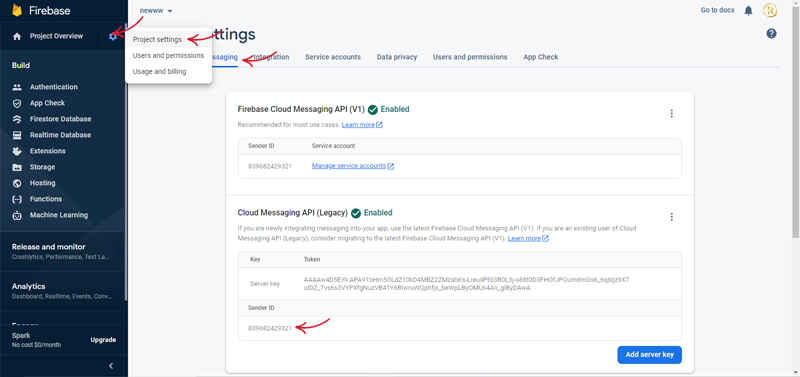 Firebase
newww
Go to docs
Project Overview
Settings
Project settings
Users and permissions
Usage and billing
Messaging
Integration
Service accounts
Data privacy
Users and permissions
App Check
Build
Authentication
App Check
Firestore Database
Realtime Database
Extensions
Storage
Hosting
Functions
Machine Learning
Release and monitor
Crashlytics, Performance, Test La...
Analytics
Dashboard, Realtime, Events, Conv...
Engage
Spark
No cost $0/month
Upgrade
Firebase Cloud Messaging API (V1) Enabled
Recommended for most use cases. Learn more
Sender ID Service account
839682429321 Manage service accounts
Cloud Messaging API (Legacy) Enabled
If you are newly integrating messaging into your app, use the latest Firebase Cloud Messaging API (V1). If you are an existing user of Cloud
Messaging API (Legacy), consider migrating to the latest Firebase Cloud Messaging API (V1). Learn more
Key Token
Server key
Sender ID
839682429321
Add server key